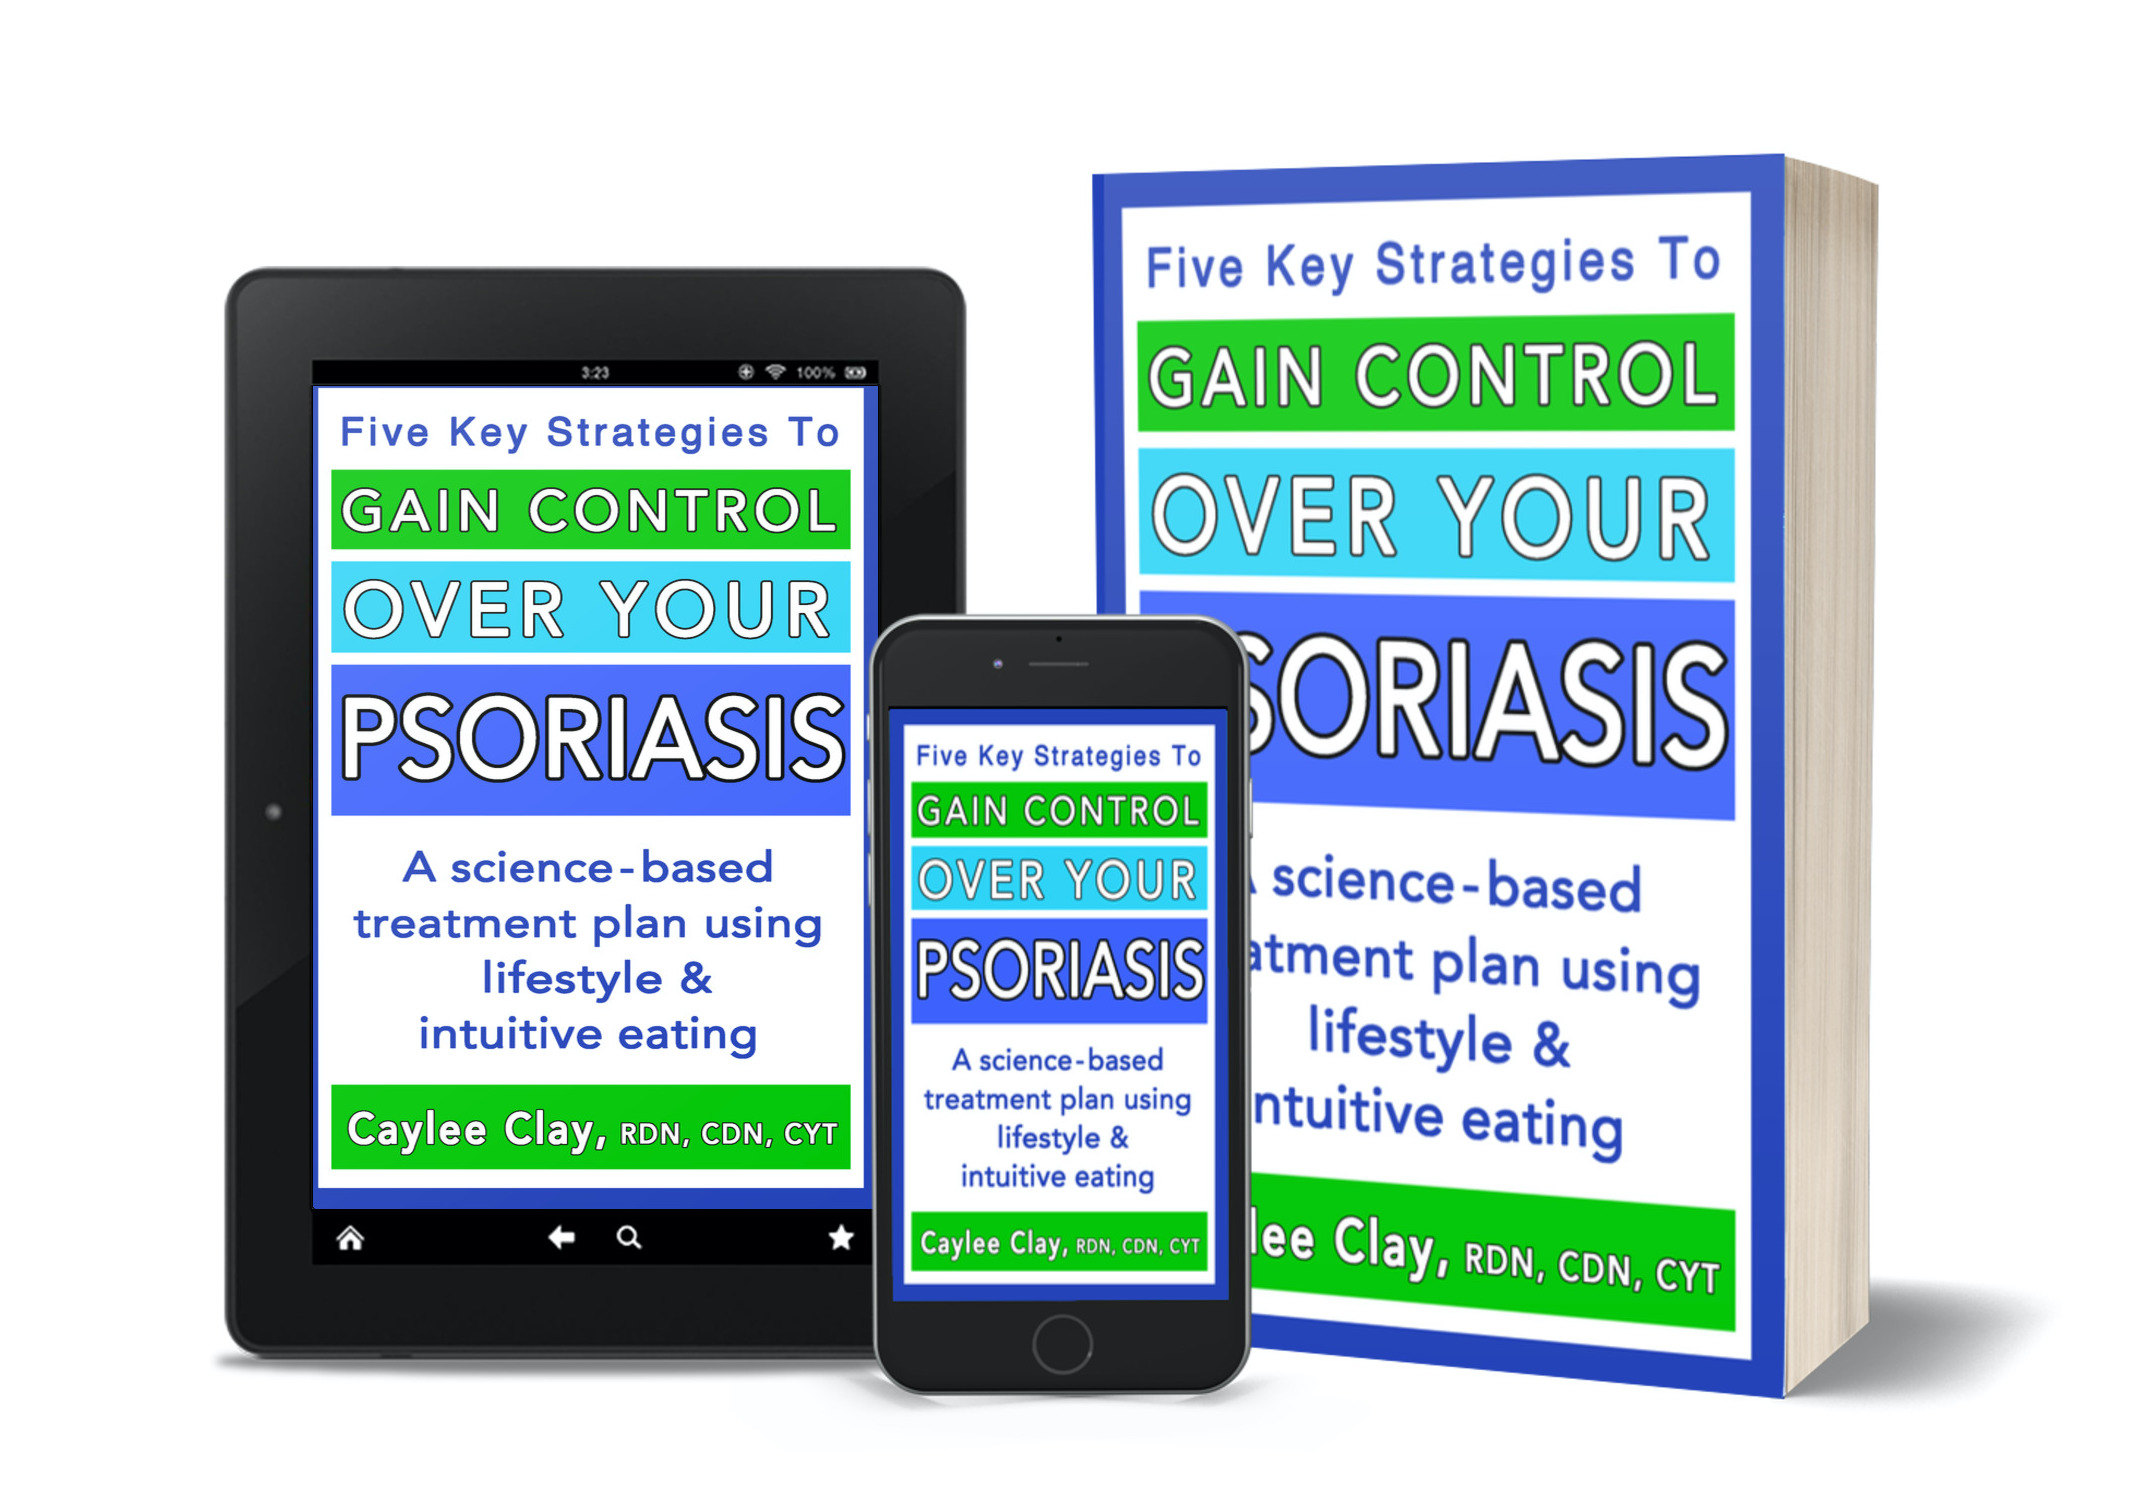 3:23
100%
Five Key Strategies To
GAIN CONTROL
OVER YOUR
PSORIASIS
A science-based
treatment plan using
lifestyle &
intuitive eating
Caylee Clay, RDN, CDN, CYT
Five Key Strategies To
GAIN CONTROL
OVER YOUR
PSORIASIS
A science-based
treatment plan using
lifestyle &
intuitive eating
Caylee Clay, RDN, CDN, CYT
Five Key Strategies To
GAIN CONTROL
OVER YOUR
SORIASIS
science-based
atment plan using
lifestyle &
ntuitive eating
lee Clay, RDN, CDN, CYT